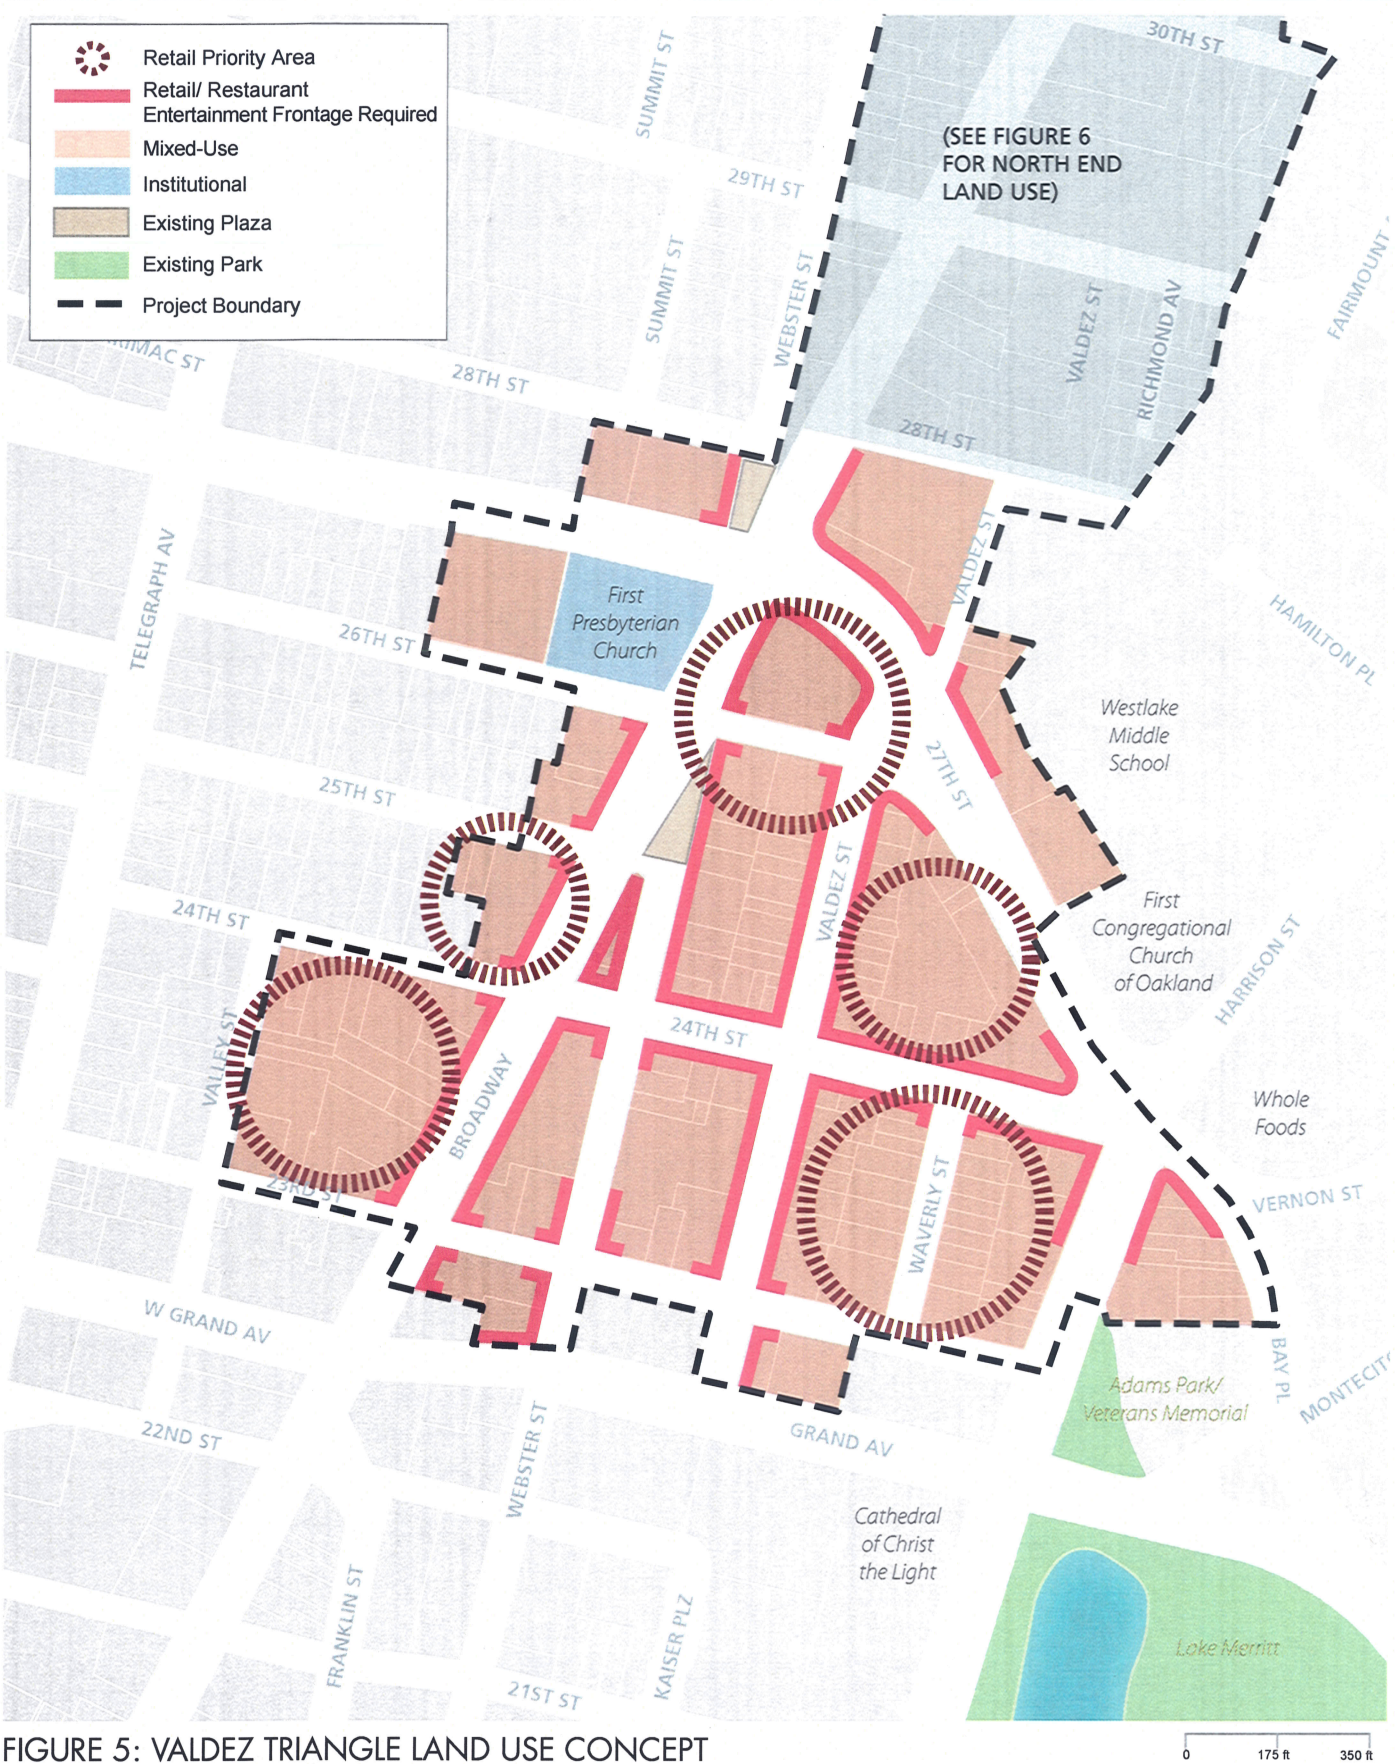 Retail Priority Area
Retail/ Restaurant
Entertainment Frontage Required
Mixed-Use
Institutional
Existing Plaza
Existing Park
Project Boundary
30TH ST
SUMMIT ST
(SEE FIGURE 6
FOR NORTH END
LAND USE)
29TH ST
SUMMIT ST
WEBSTER ST
VALDEZ ST
RICHMOND AV
FAIRMOUNT
ST
28TH ST
28TH ST
VALDEZ ST
TELEGRAPH AV
First
Presbyterian
Church
26TH ST
HAMILTON PL
Westlake
Middle
School
27TH ST
25TH ST
VALDEZ ST
24TH ST
First
Congregational
Church
of Oakland
HARRISON ST
24TH ST
VALLEY ST
BROADWAY
Whole
Foods
WAVERLY ST
VERNON ST
23RD ST
W GRAND AV
BAY PL
Adams Park/
Veterans Memorial
22ND ST
WEBSTER ST
GRAND AV
Cathedral
of Christ
the Light
FRANKLIN ST
KAISER PLZ
Lake Merritt
21ST ST
FIGURE 5: VALDEZ TRIANGLE LAND USE CONCEPT
0 175 ft 350 ft